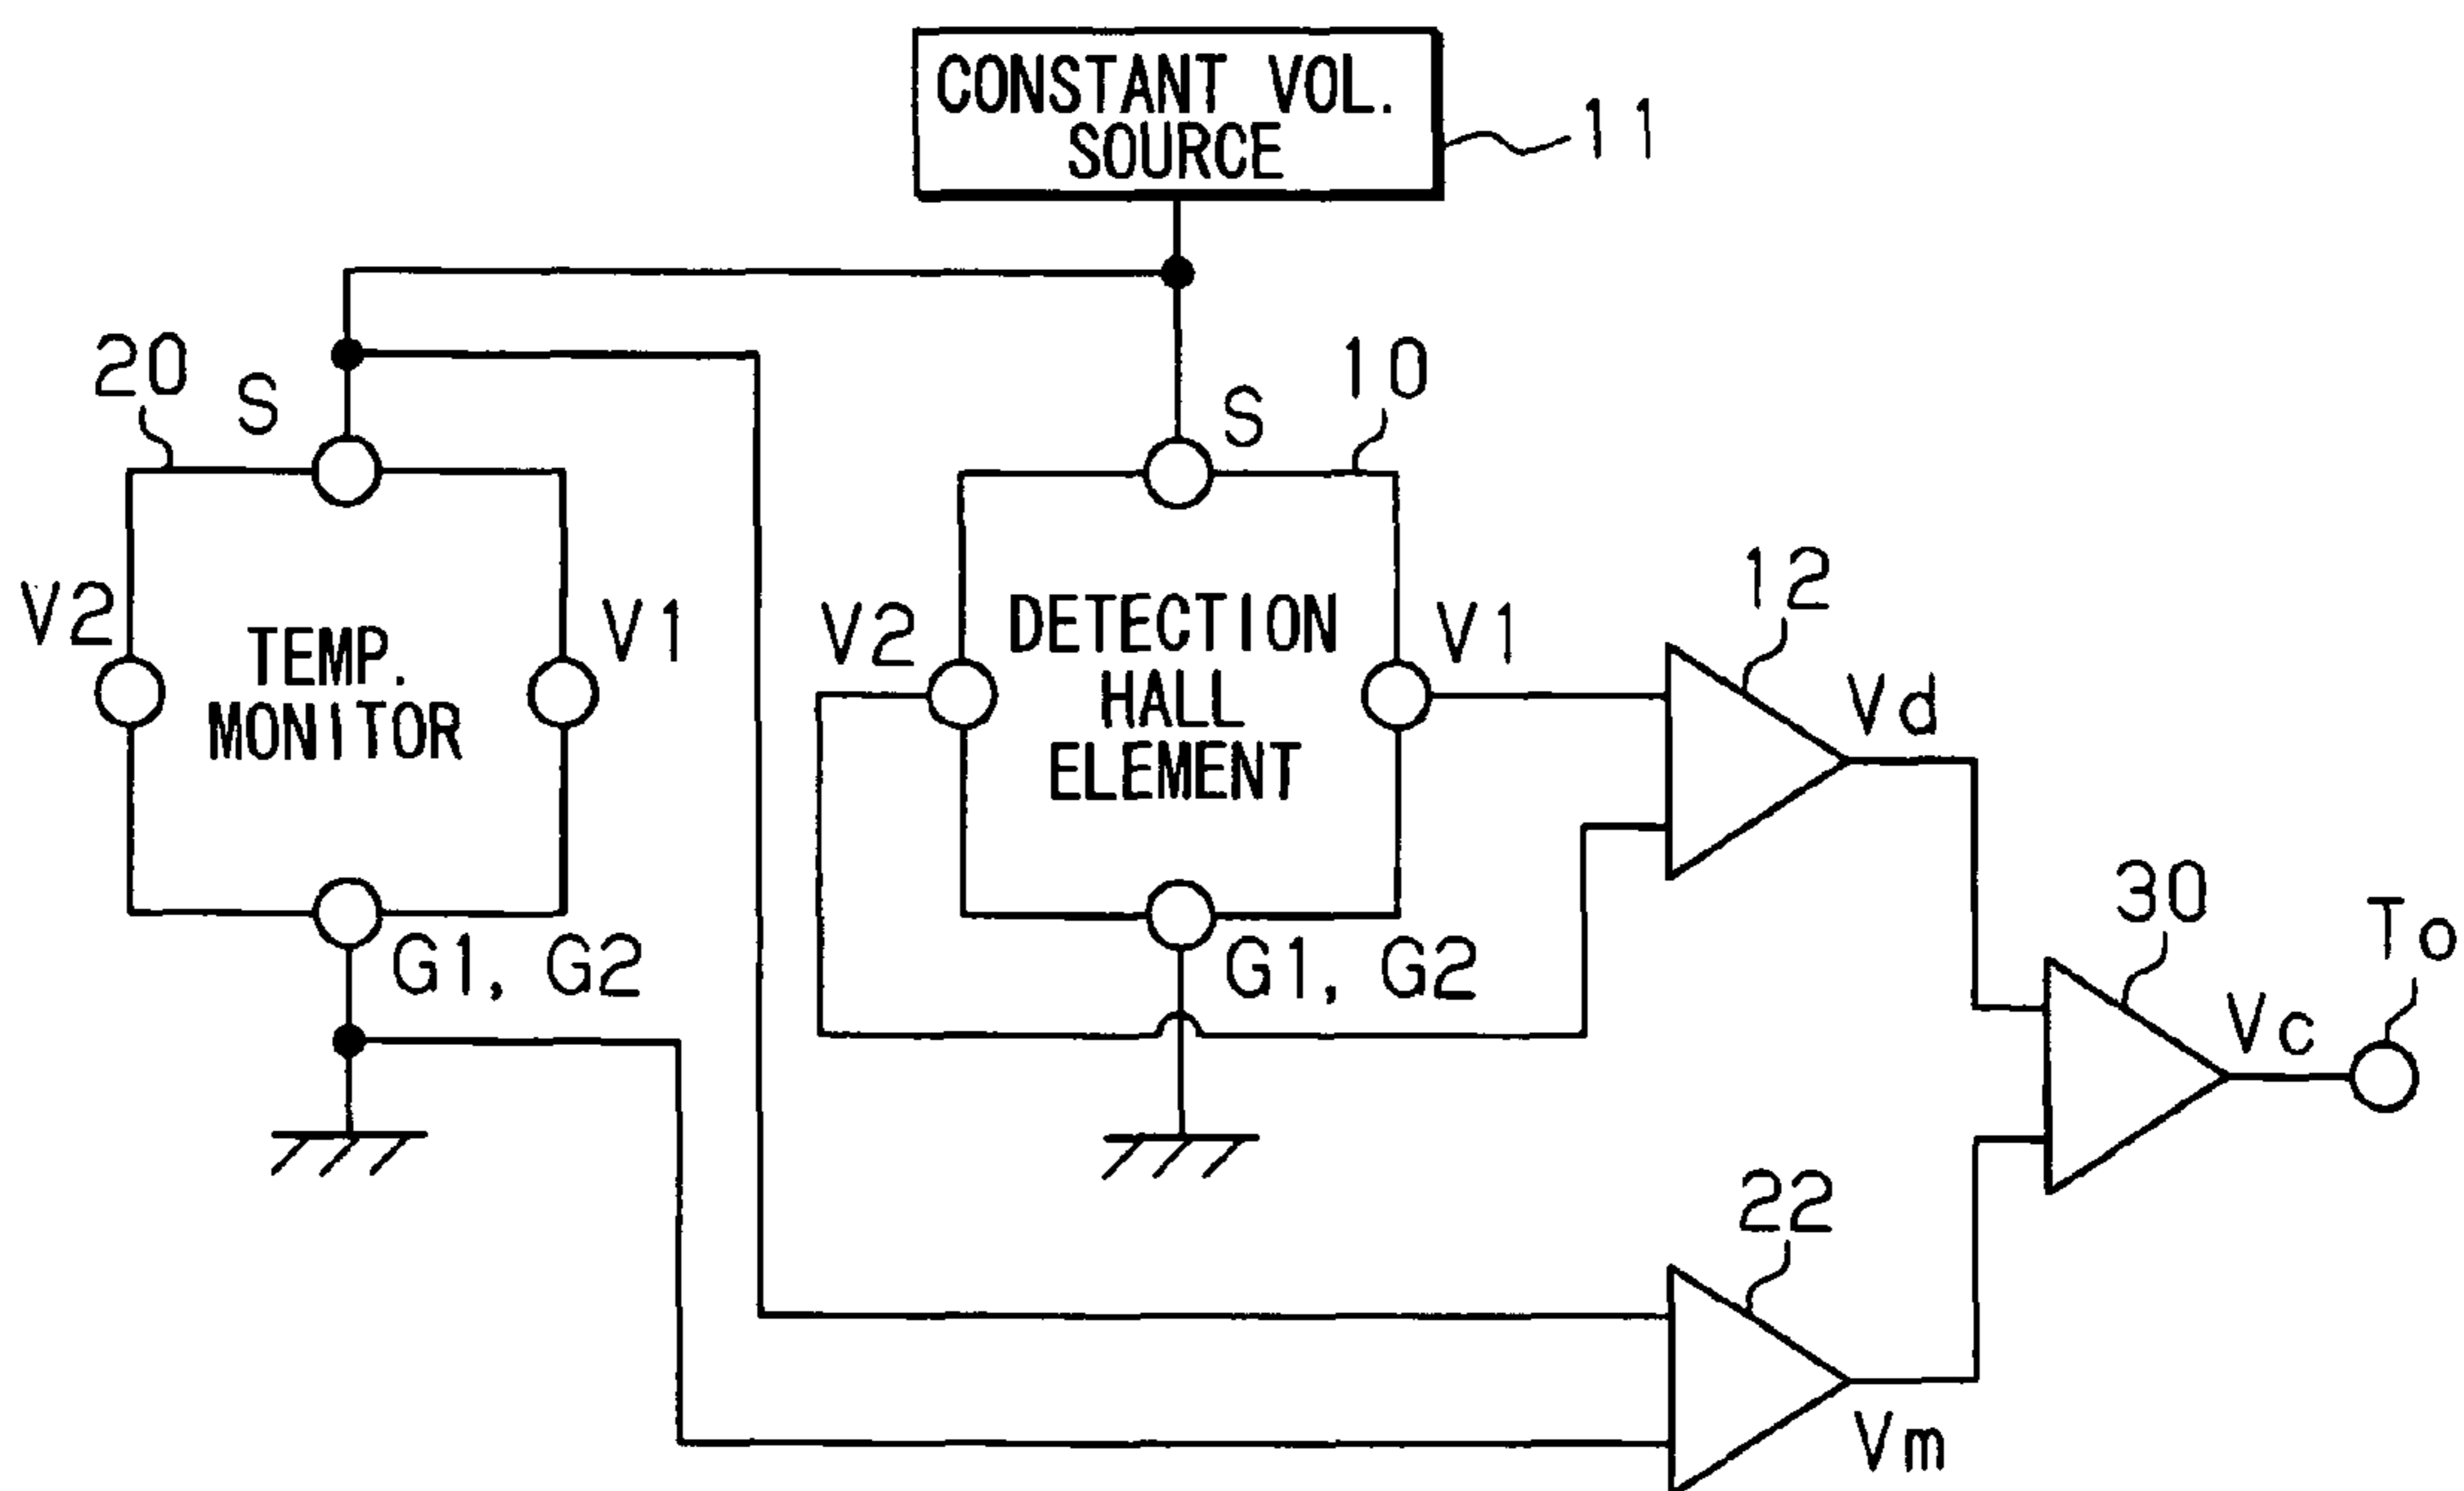 CONSTANT VOL.
SOURCE
11
20
S
S
10
V2
TEMP.
MONITOR
V1
V2
DETECTION
HALL
ELEMENT
V1
12
Vd
G1, G2
G1, G2
30
To
Vc
22
Vm